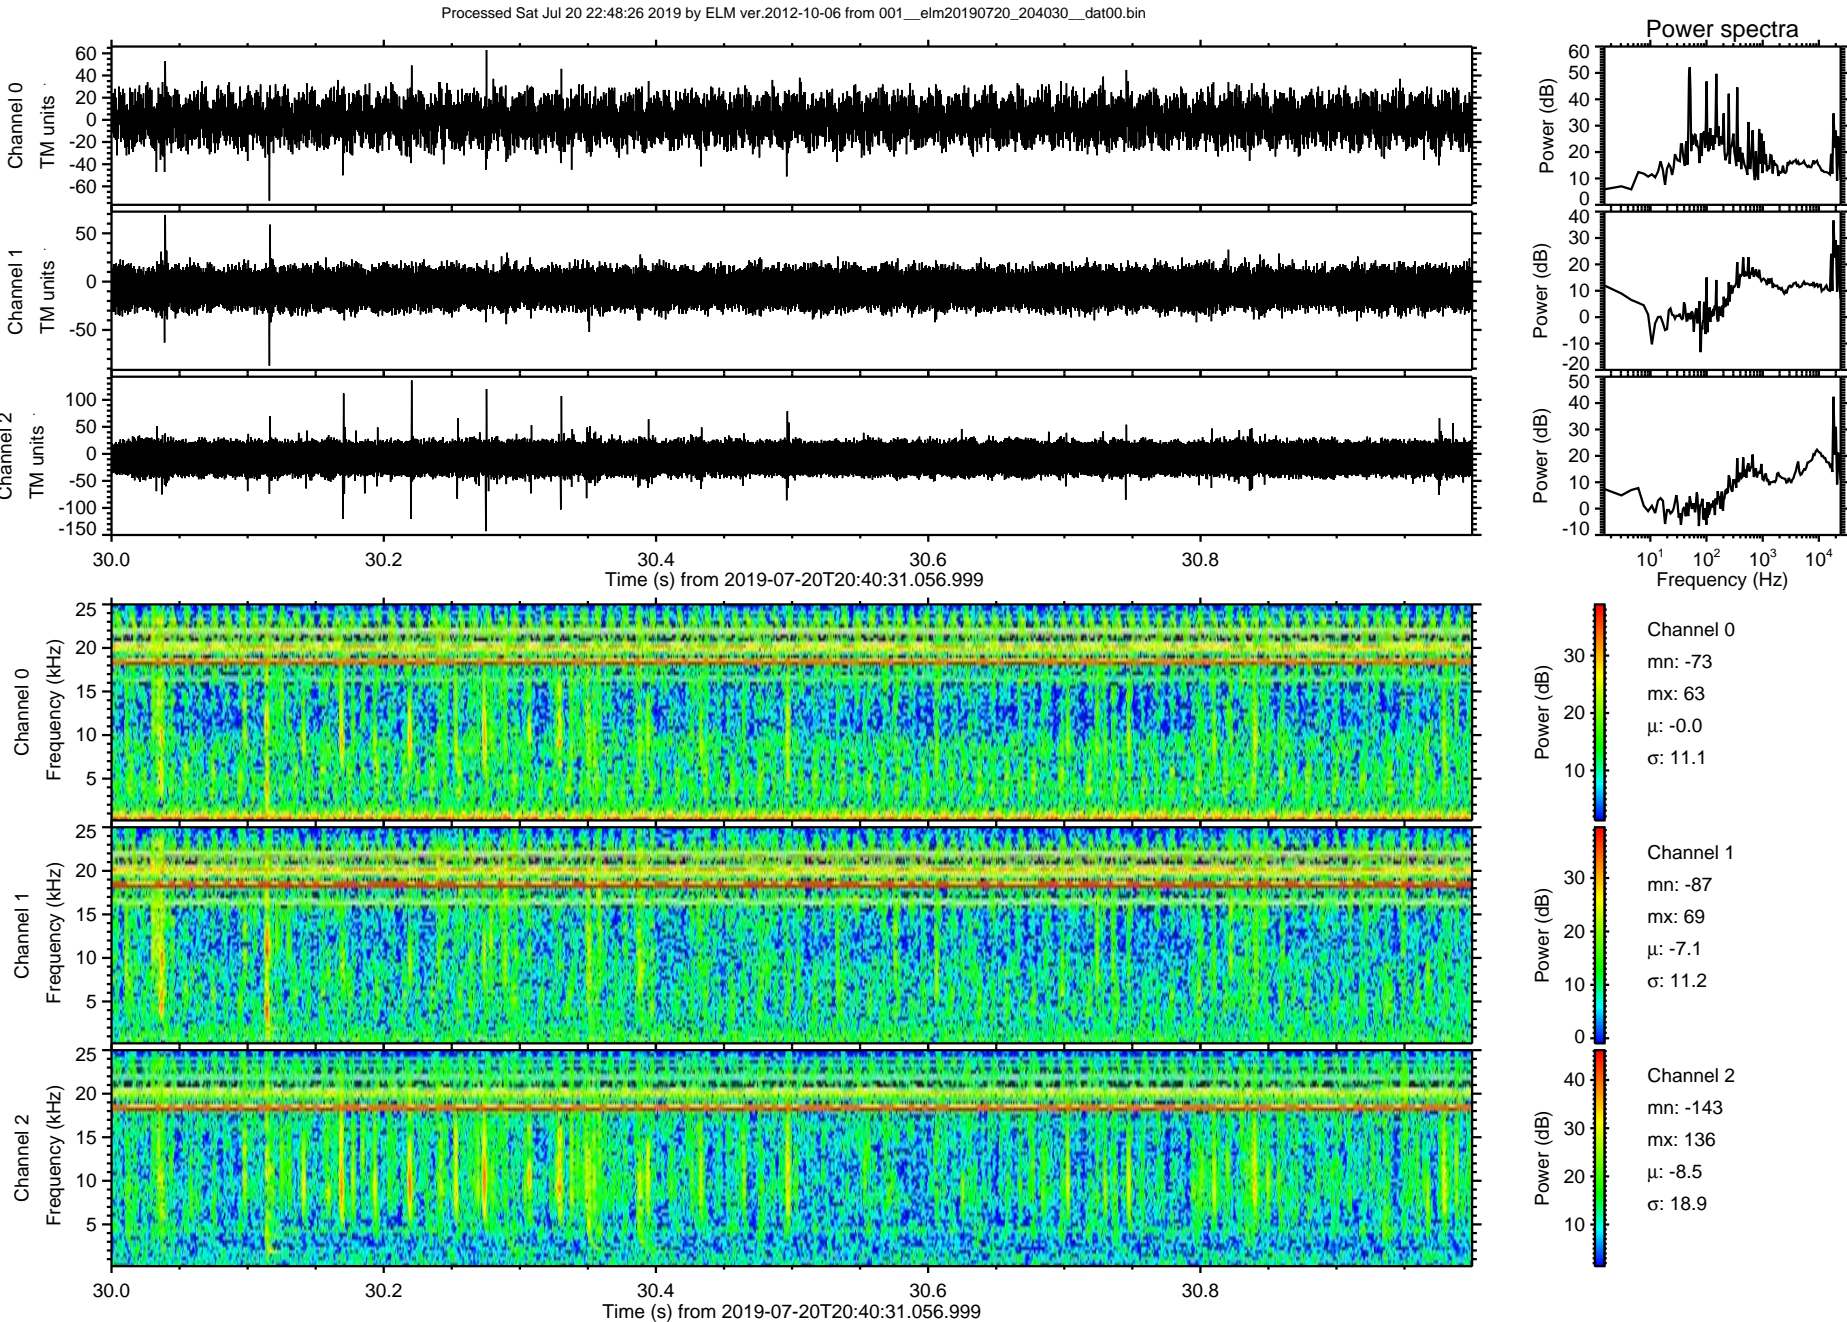 Processed Sat Jul 20 22:48:26 2019 by ELM ver.2012-10-06 from 001__elm20190720_204030__dat00.bin
Power spectra
Channel 0
TM units
60
40
20
0
-20
-40
-60
Power (dB)
60
50
40
30
20
10
0
Channel 1
TM units
50
0
-50
Power (dB)
40
30
20
10
0
-10
-20
Channel 2
TM units
100
50
0
-50
-100
-150
Power (dB)
50
40
30
20
10
0
-10
30.0 30.2 30.4 30.6 30.8
Time (s) from 2019-07-20T20:40:31.056.999
10^1 10^2 10^3 10^4
Frequency (Hz)
Channel 0
Frequency (kHz)
25
20
15
10
5
Power (dB)
30
20
10
Channel 0
mn: -73
mx: 63
μ: -0.0
σ: 11.1
Channel 1
Frequency (kHz)
25
20
15
10
5
Power (dB)
30
20
10
0
Channel 1
mn: -87
mx: 69
μ: -7.1
σ: 11.2
Channel 2
Frequency (kHz)
25
20
15
10
5
Power (dB)
40
30
20
10
Channel 2
mn: -143
mx: 136
μ: -8.5
σ: 18.9
30.0 30.2 30.4 30.6 30.8
Time (s) from 2019-07-20T20:40:31.056.999